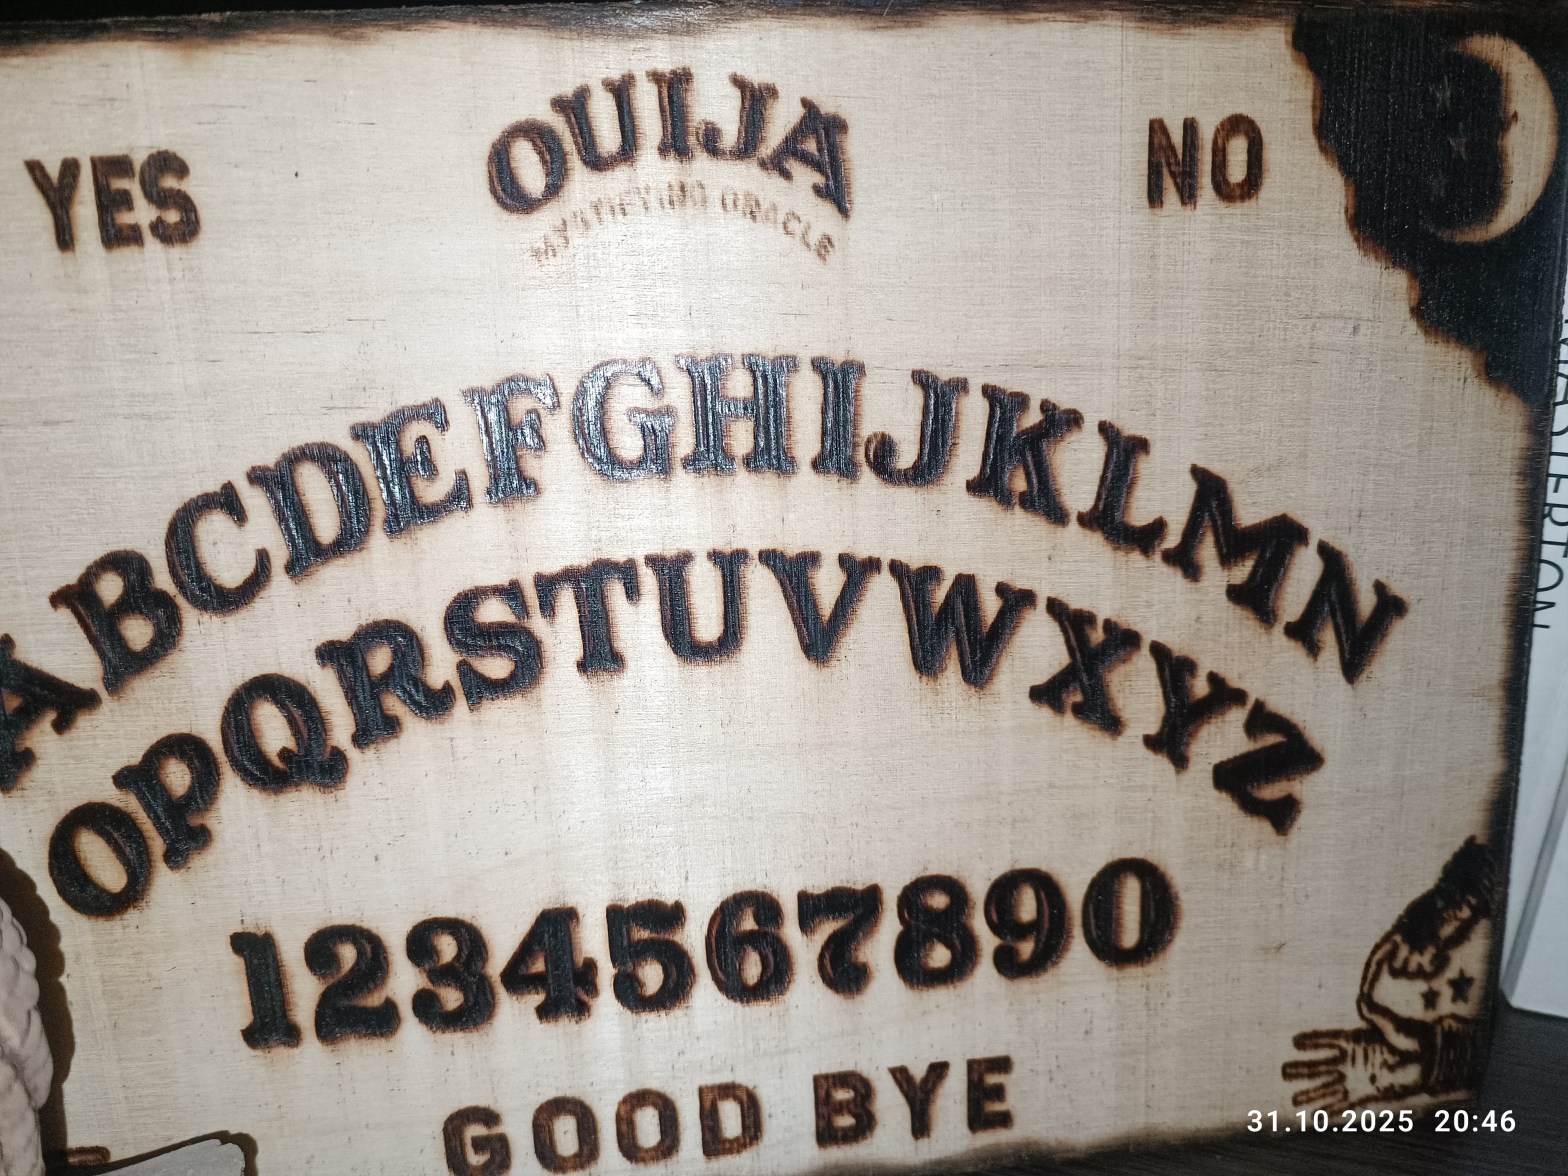 YES OUIJA NO
MYSTIFYING ORACLE
ABCDEFGHIJKLMN
OPQRSTUVWXYZ
1234567890
GOOD BYE
31.10.2025 20:46